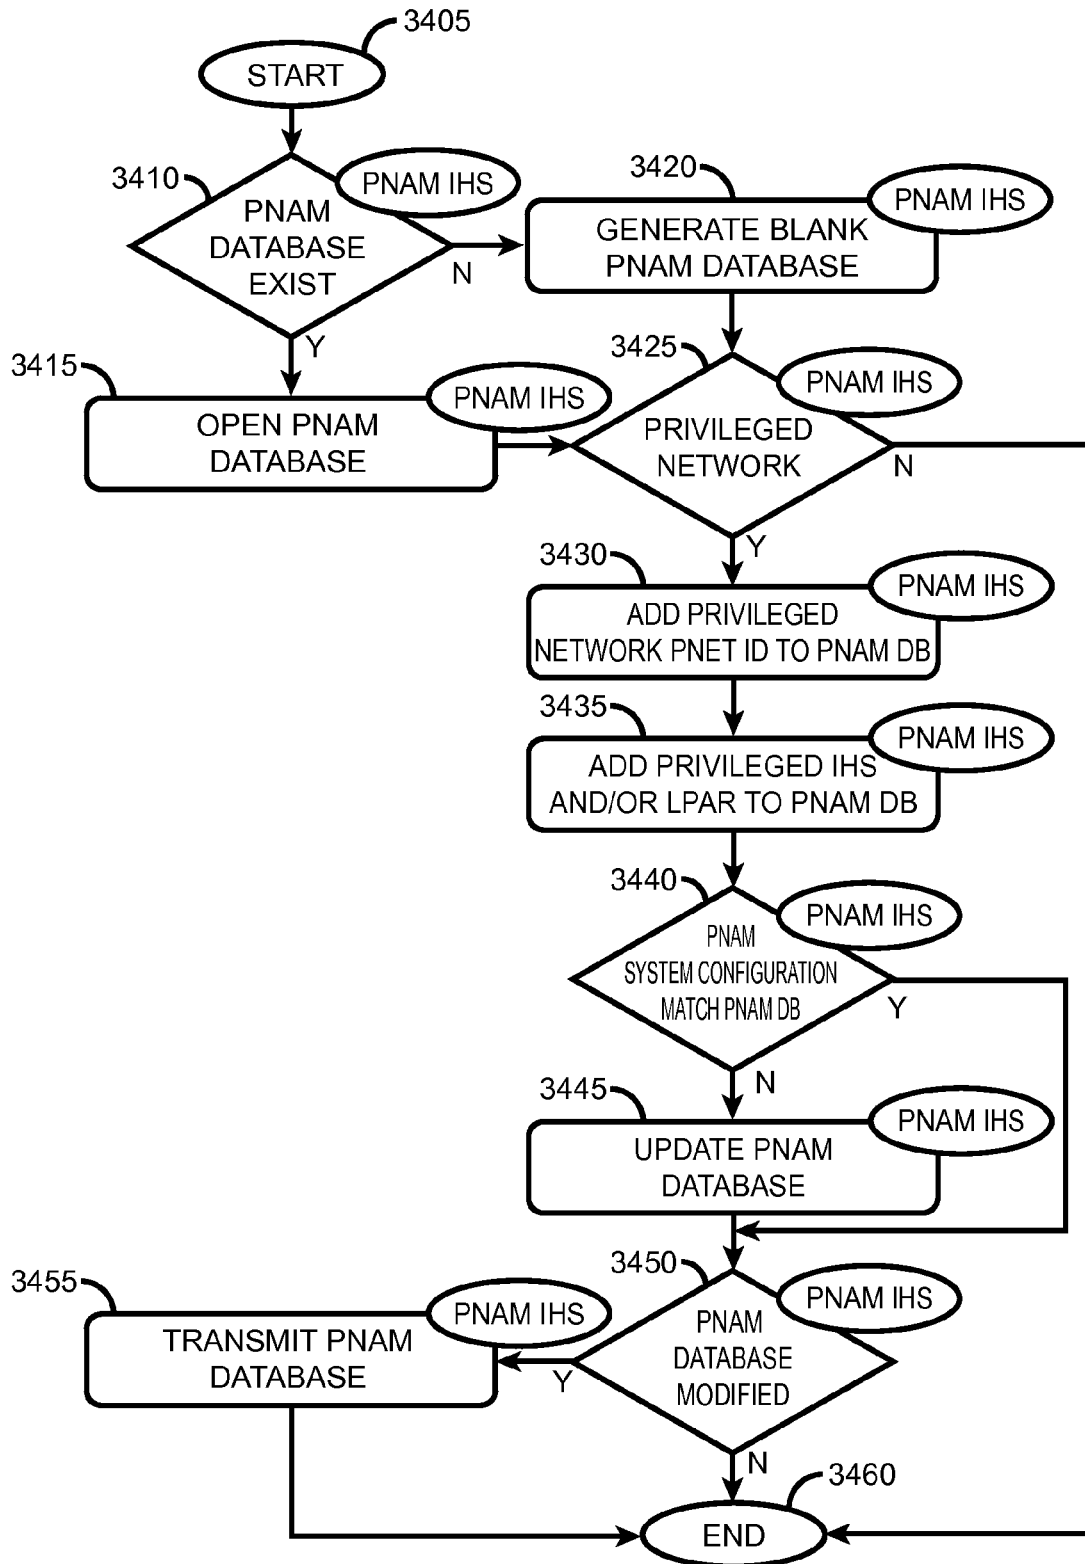 3405
START
3410
PNAM IHS
PNAM
DATABASE
EXIST
N
Y
3420
PNAM IHS
GENERATE BLANK
PNAM DATABASE
3415
PNAM IHS
OPEN PNAM
DATABASE
3425
PNAM IHS
PRIVILEGED
NETWORK
N
Y
3430
PNAM IHS
ADD PRIVILEGED
NETWORK PNET ID TO PNAM DB
3435
PNAM IHS
ADD PRIVILEGED IHS
AND/OR LPAR TO PNAM DB
3440
PNAM IHS
PNAM
SYSTEM CONFIGURATION
MATCH PNAM DB
Y
N
3445
PNAM IHS
UPDATE PNAM
DATABASE
3450
PNAM IHS
PNAM
DATABASE
MODIFIED
Y
N
3455
PNAM IHS
TRANSMIT PNAM
DATABASE
3460
END